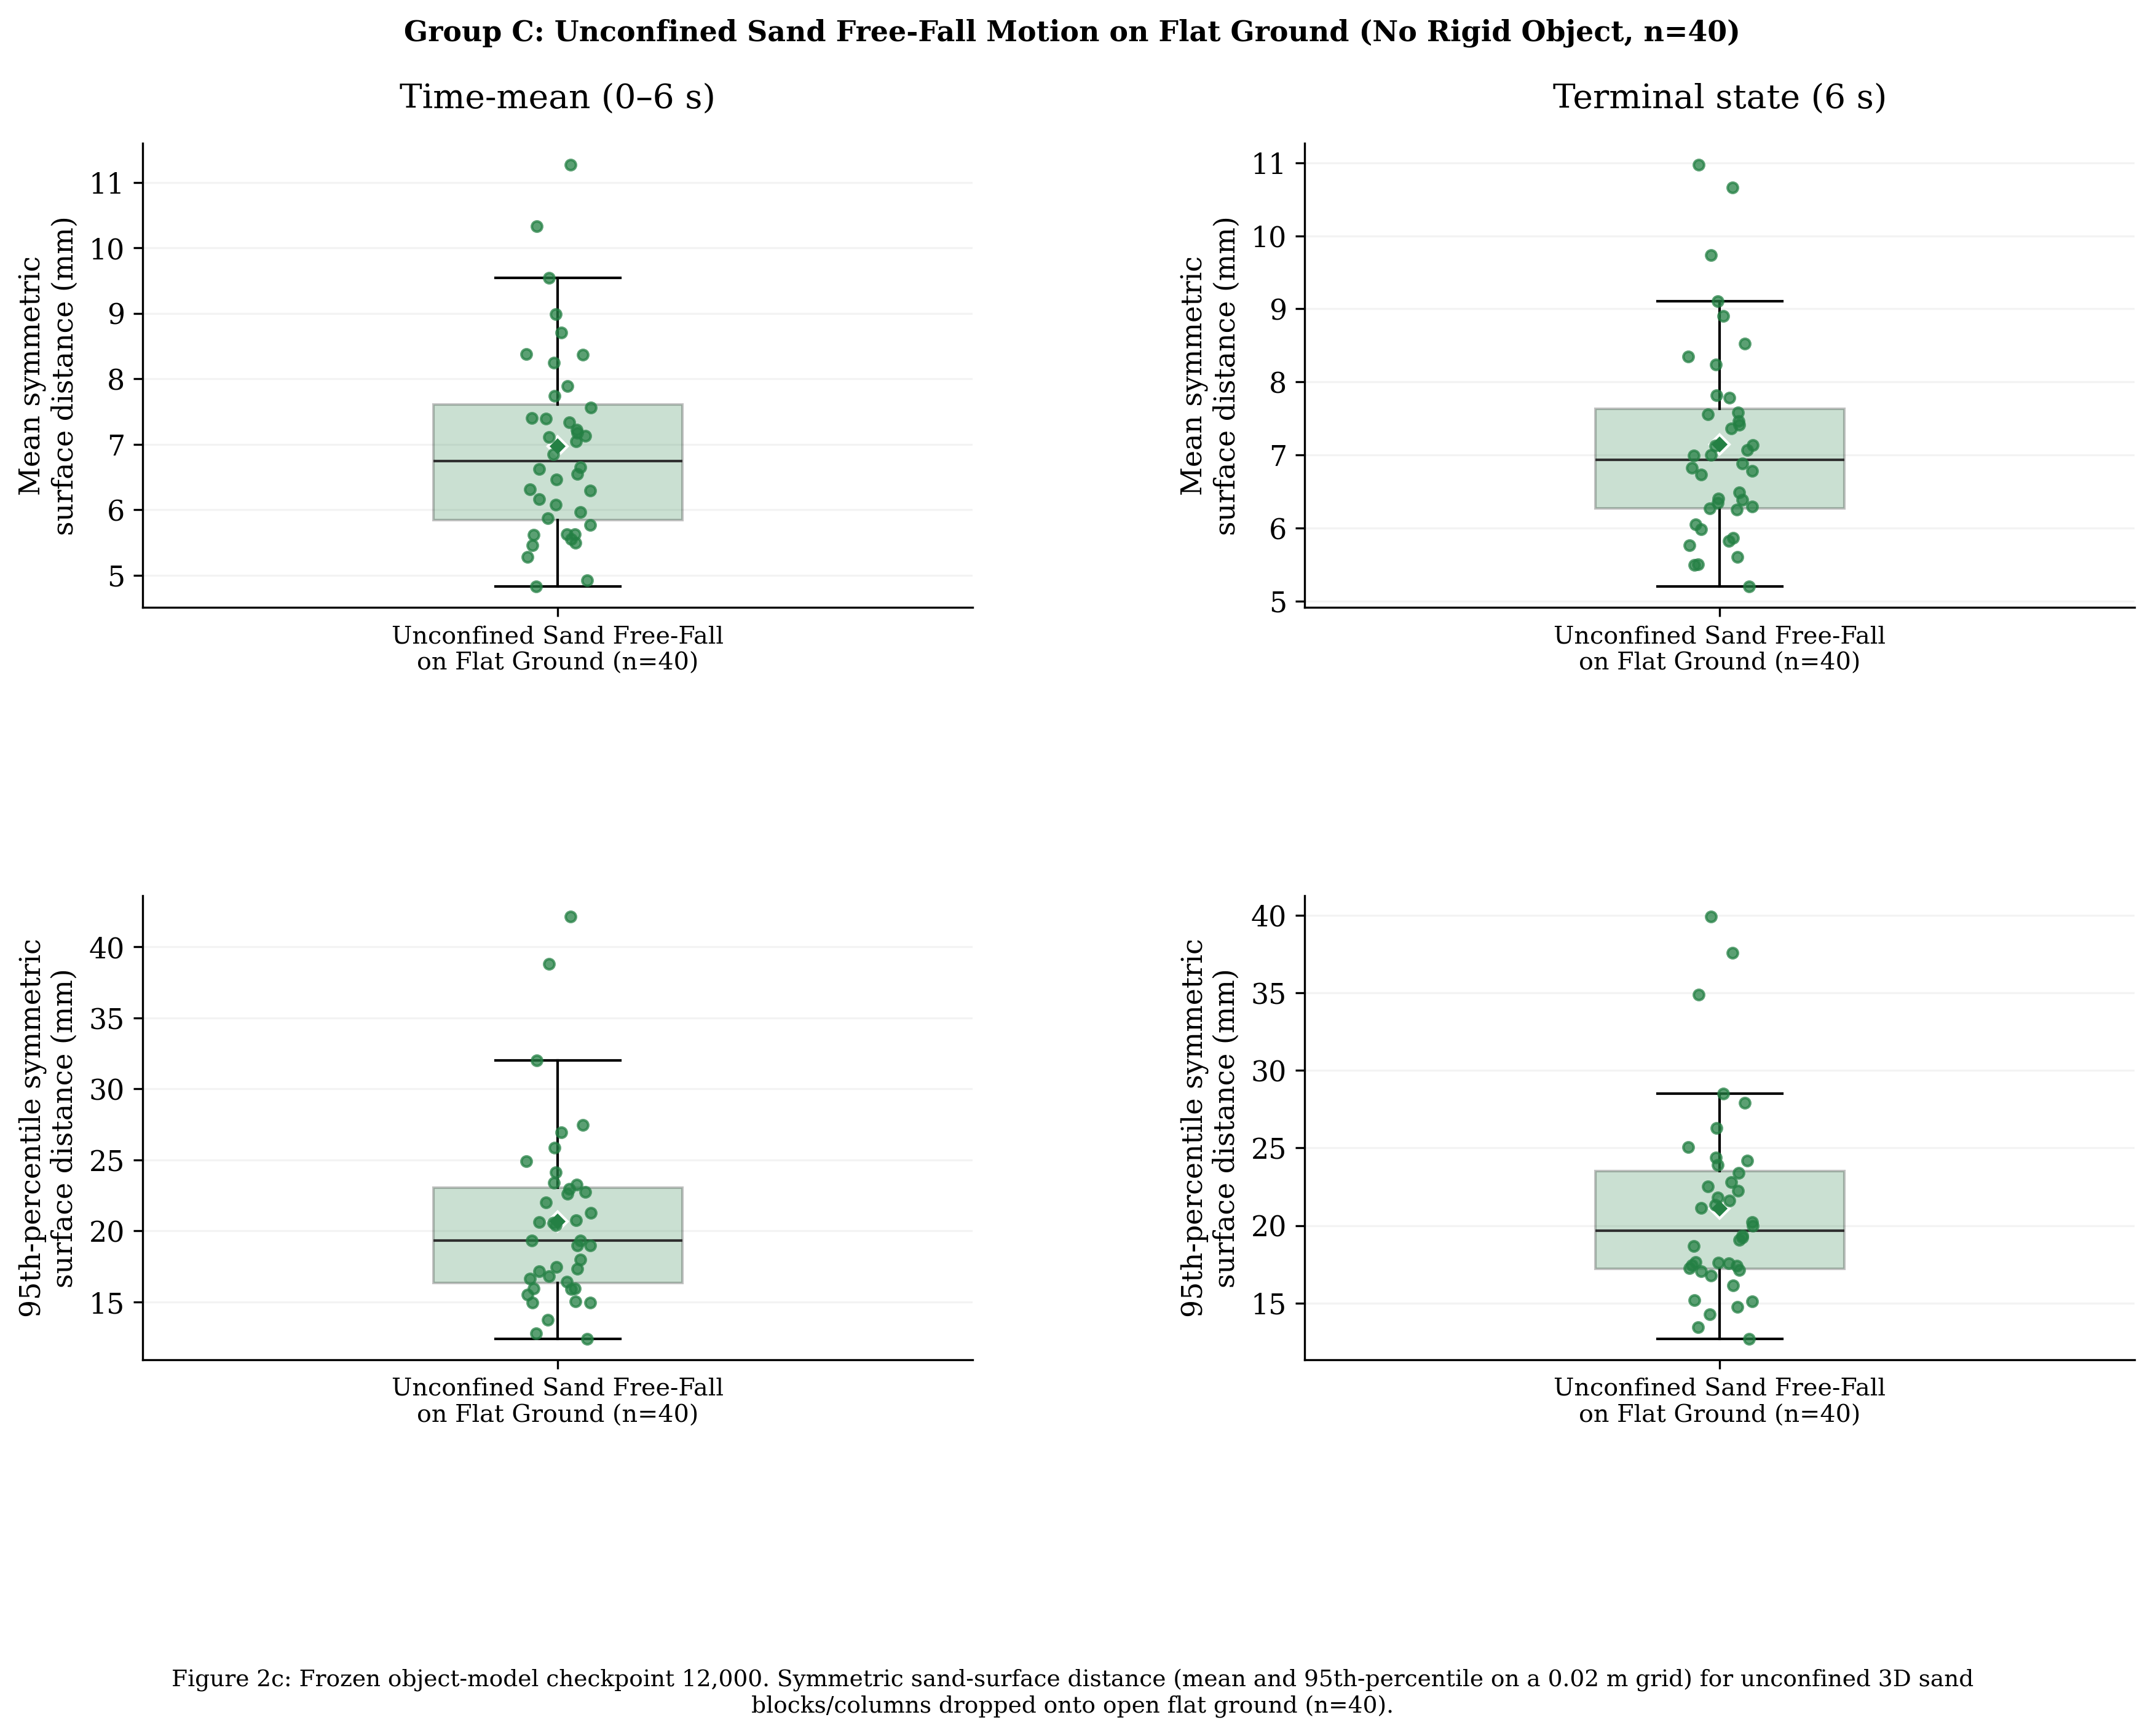 Group C: Unconfined Sand Free-Fall Motion on Flat Ground (No Rigid Object, n=40)
Time-mean (0–6 s)
Mean symmetric
surface distance (mm)
11
10
9
8
7
6
5
Unconfined Sand Free-Fall
on Flat Ground (n=40)
Terminal state (6 s)
Mean symmetric
surface distance (mm)
11
10
9
8
7
6
5
Unconfined Sand Free-Fall
on Flat Ground (n=40)
95th-percentile symmetric
surface distance (mm)
40
35
30
25
20
15
Unconfined Sand Free-Fall
on Flat Ground (n=40)
95th-percentile symmetric
surface distance (mm)
40
35
30
25
20
15
Unconfined Sand Free-Fall
on Flat Ground (n=40)
Figure 2c: Frozen object-model checkpoint 12,000. Symmetric sand-surface distance (mean and 95th-percentile on a 0.02 m grid) for unconfined 3D sand
blocks/columns dropped onto open flat ground (n=40).